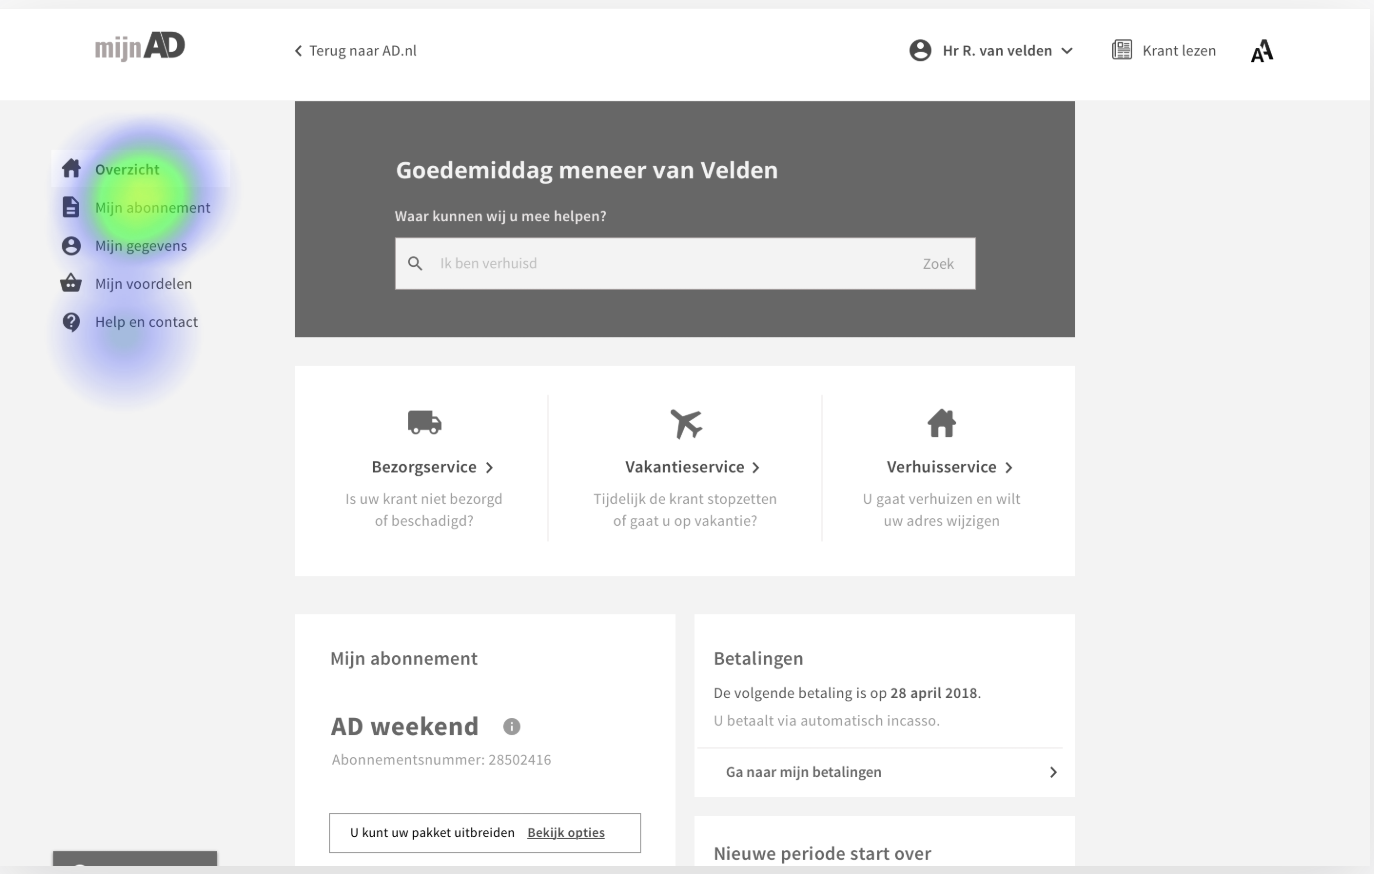 mijnAD
Terug naar AD.nl
Hr R. van velden
Krant lezen
AA
Overzicht
Mijn abonnement
Mijn gegevens
Mijn voordelen
Help en contact
Goedemiddag meneer van Velden
Waar kunnen wij u mee helpen?
Ik ben verhuisd
Zoek
Bezorgservice
Is uw krant niet bezorgd
of beschadigd?
Vakantieservice
Tijdelijk de krant stopzetten
of gaat u op vakantie?
Verhuisservice
U gaat verhuizen en wilt
uw adres wijzigen
Mijn abonnement
AD weekend
Abonnementsnummer: 28502416
U kunt uw pakket uitbreiden Bekijk opties
Betalingen
De volgende betaling is op 28 april 2018.
U betaalt via automatisch incasso.
Ga naar mijn betalingen
Nieuwe periode start over